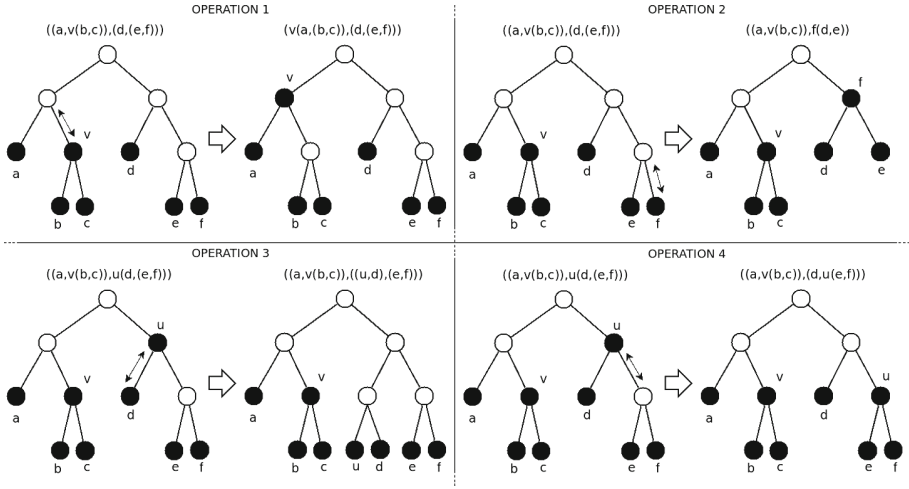 OPERATION 1
((a,v(b,c)),(d,(e,f)))
(v(a,(b,c)),(d,(e,f)))
v
v
a
d
a
d
b
c
e
f
b
c
e
f
OPERATION 2
((a,v(b,c)),(d,(e,f)))
((a,v(b,c)),f(d,e))
f
v
v
a
d
a
d
e
b
c
e
f
b
c
OPERATION 3
((a,v(b,c)),u(d,(e,f)))
((a,v(b,c)),((u,d),(e,f)))
u
v
v
a
d
a
b
c
e
f
b
c
u
d
e
f
OPERATION 4
((a,v(b,c)),u(d,(e,f)))
((a,v(b,c)),(d,u(e,f)))
u
v
v
u
a
d
a
d
b
c
e
f
b
c
e
f